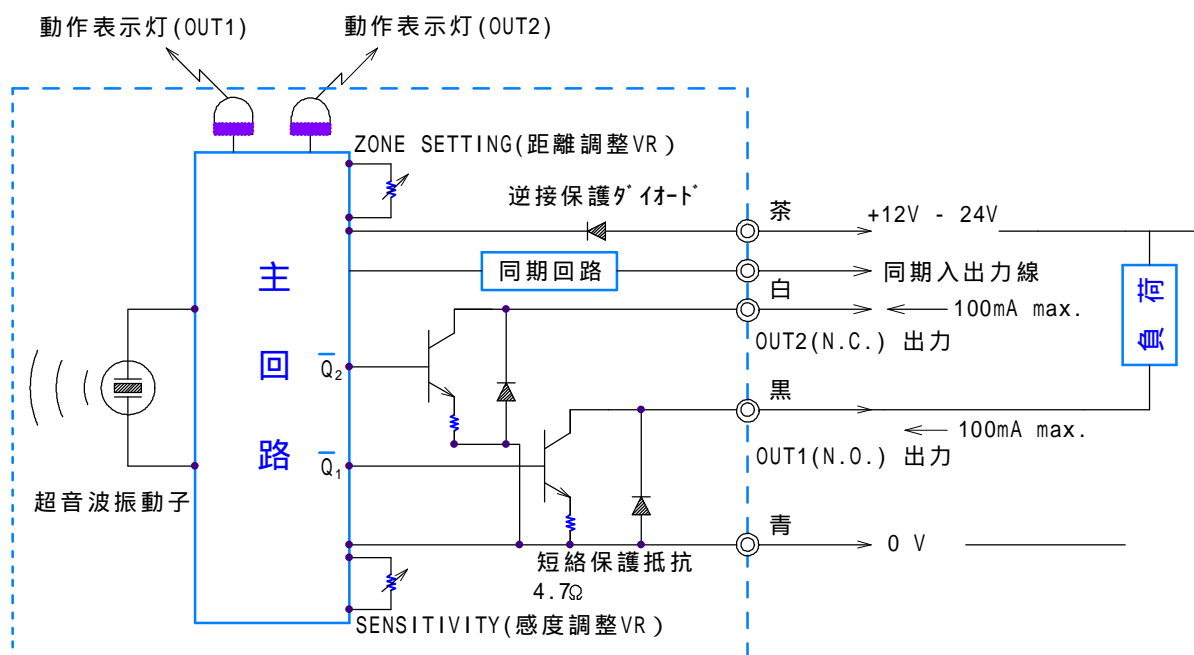 動作表示灯(OUT1)
動作表示灯(OUT2)
ZONE SETTING(距離調整VR)
逆接保護ﾀﾞｲｵｰﾄﾞ
茶
+12V - 24V
主回路
同期回路
同期入出力線
白
100mA max.
OUT2(N.C.) 出力
負荷
Q̅2
黒
100mA max.
OUT1(N.O.) 出力
Q̅1
超音波振動子
青
0 V
短絡保護抵抗
4.7Ω
SENSITIVITY(感度調整VR)